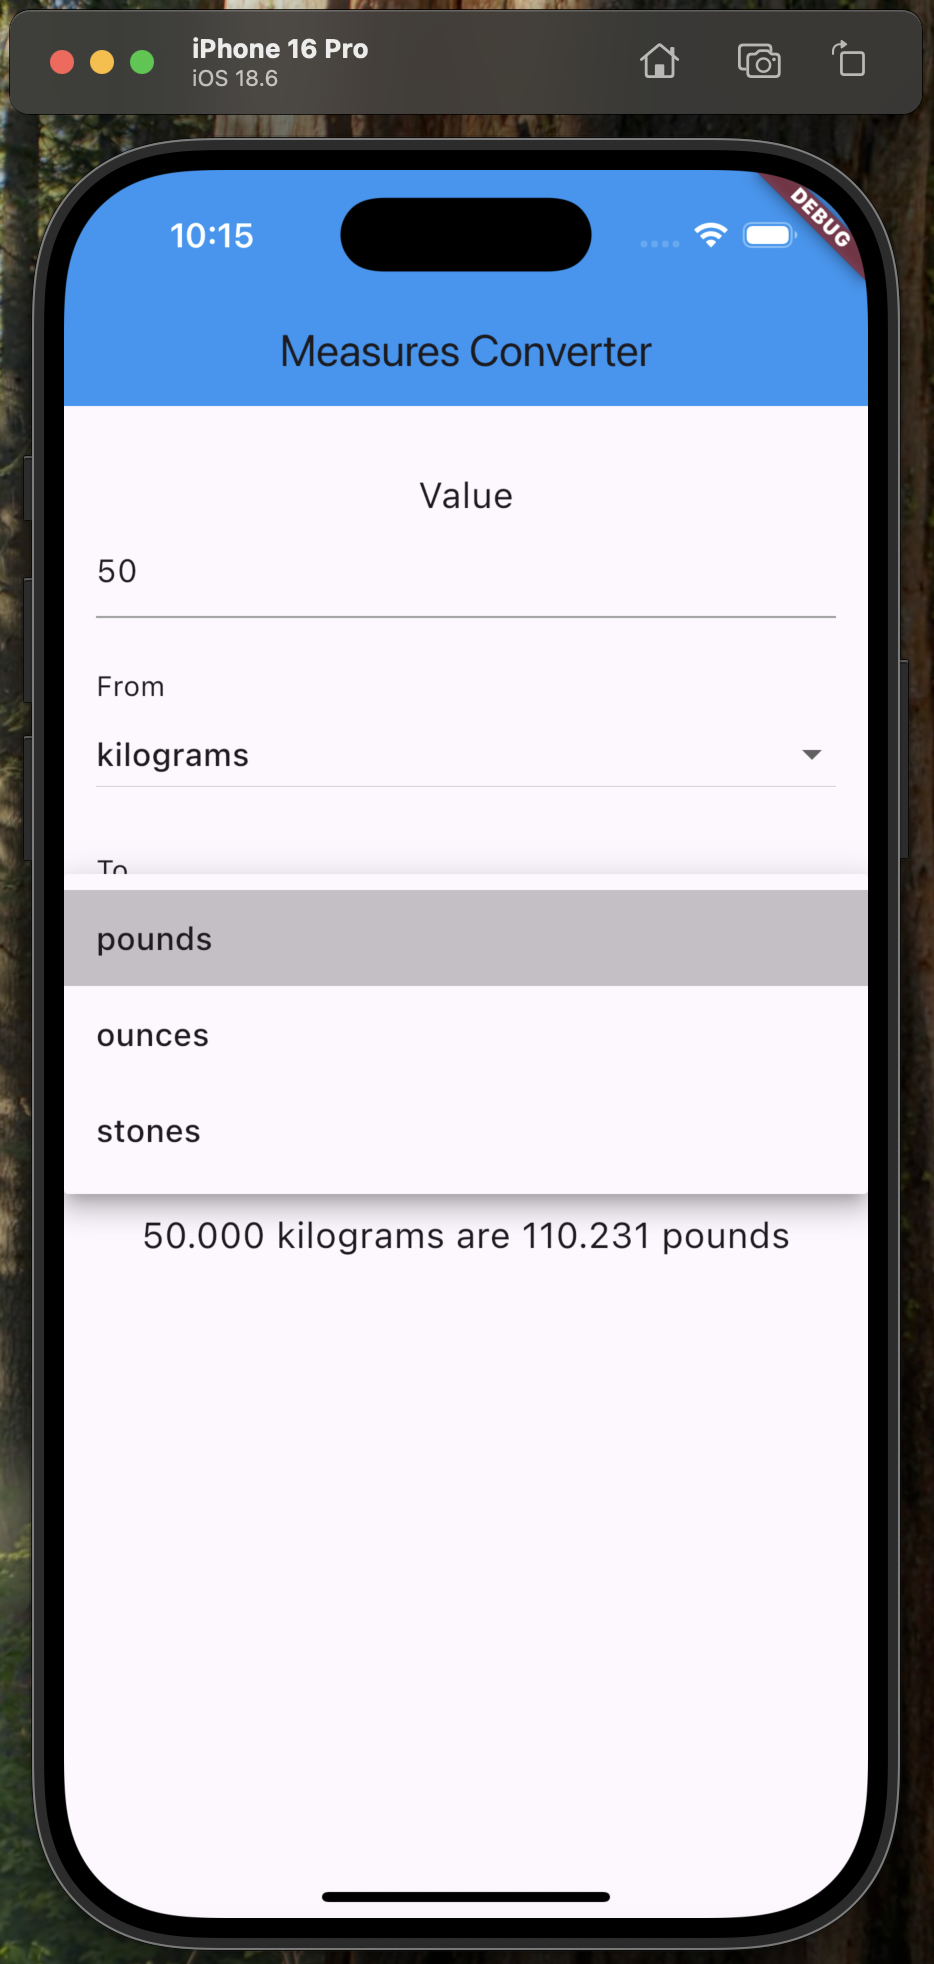 iPhone 16 Pro
iOS 18.6
10:15
DEBUG
Measures Converter
Value
50
From
kilograms
To
pounds
ounces
stones
50.000 kilograms are 110.231 pounds